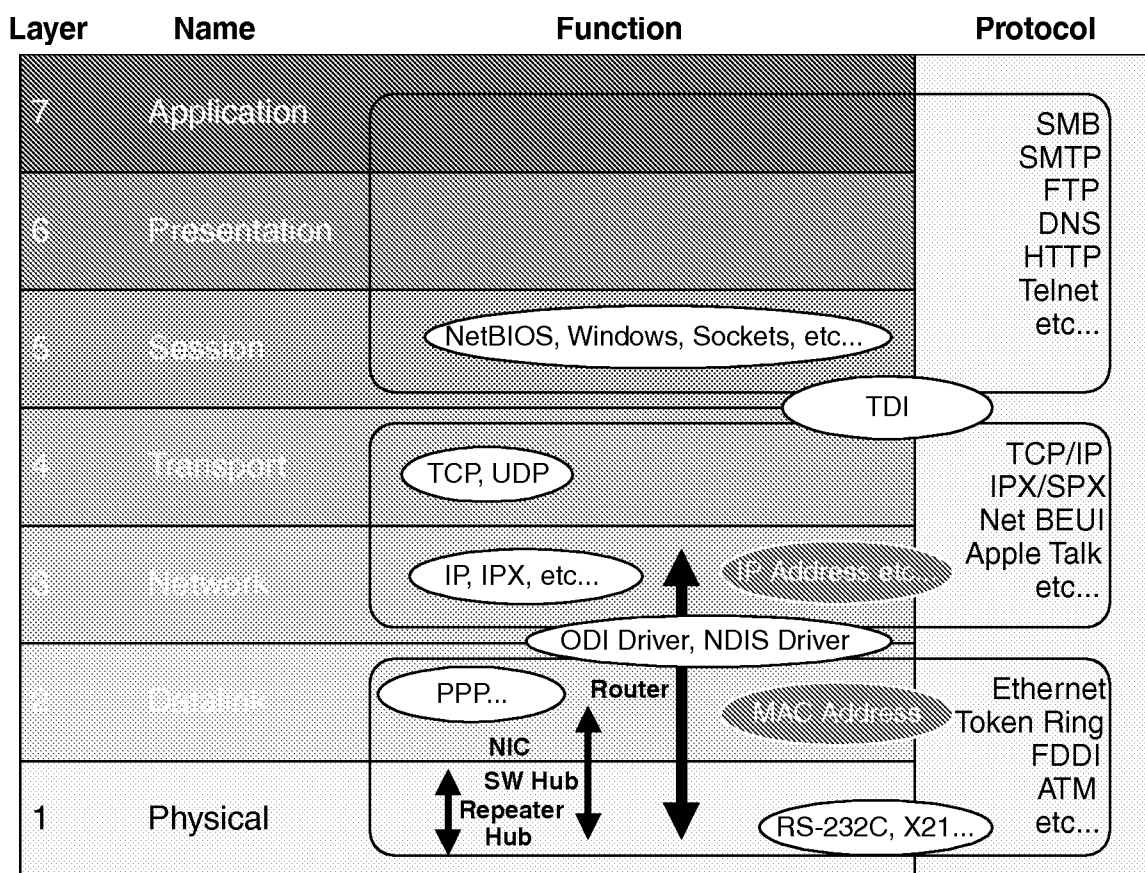 Layer Name Function Protocol
7 Application
SMB
SMTP
FTP
DNS
HTTP
Telnet
etc...
6 Presentation
5 Session
NetBIOS, Windows, Sockets, etc...
TDI
4 Transport
TCP, UDP
TCP/IP
IPX/SPX
Net BEUI
Apple Talk
etc...
3 Network
IP, IPX, etc...
IP Address etc...
ODI Driver, NDIS Driver
2 Datalink
PPP...
Router
MAC Address
Ethernet
Token Ring
FDDI
ATM
etc...
NIC
SW Hub
Repeater
Hub
1 Physical
RS-232C, X21...